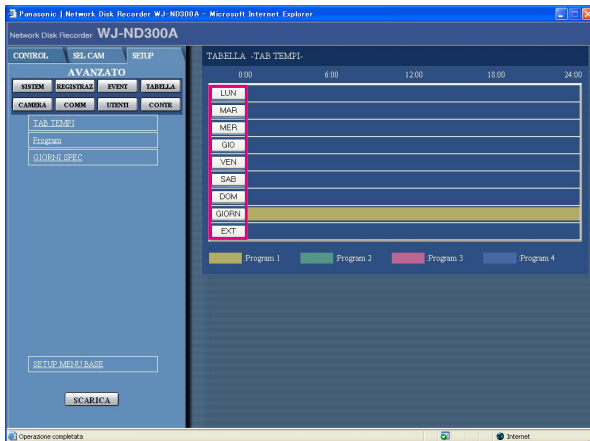 Panasonic | Network Disk Recorder WJ-ND300A - Microsoft Internet Explorer
Network Disk Recorder WJ-ND300A
CONTROL SEL CAM SETUP
AVANZATO
SISTEM REGISTRAZ EVENT TABELLA
CAMERA COMM UTENTI CONTR
TAB TEMPI
Program
GIORNI SPEC
SETUP MENU BASE
SCARICA
TABELLA -TAB TEMPI-
0:00 6:00 12:00 18:00 24:00
LUN
MAR
MER
GIO
VEN
SAB
DOM
GIORN
EXT
:Program 1 :Program 2 :Program 3 :Program 4
Operazione completata Internet